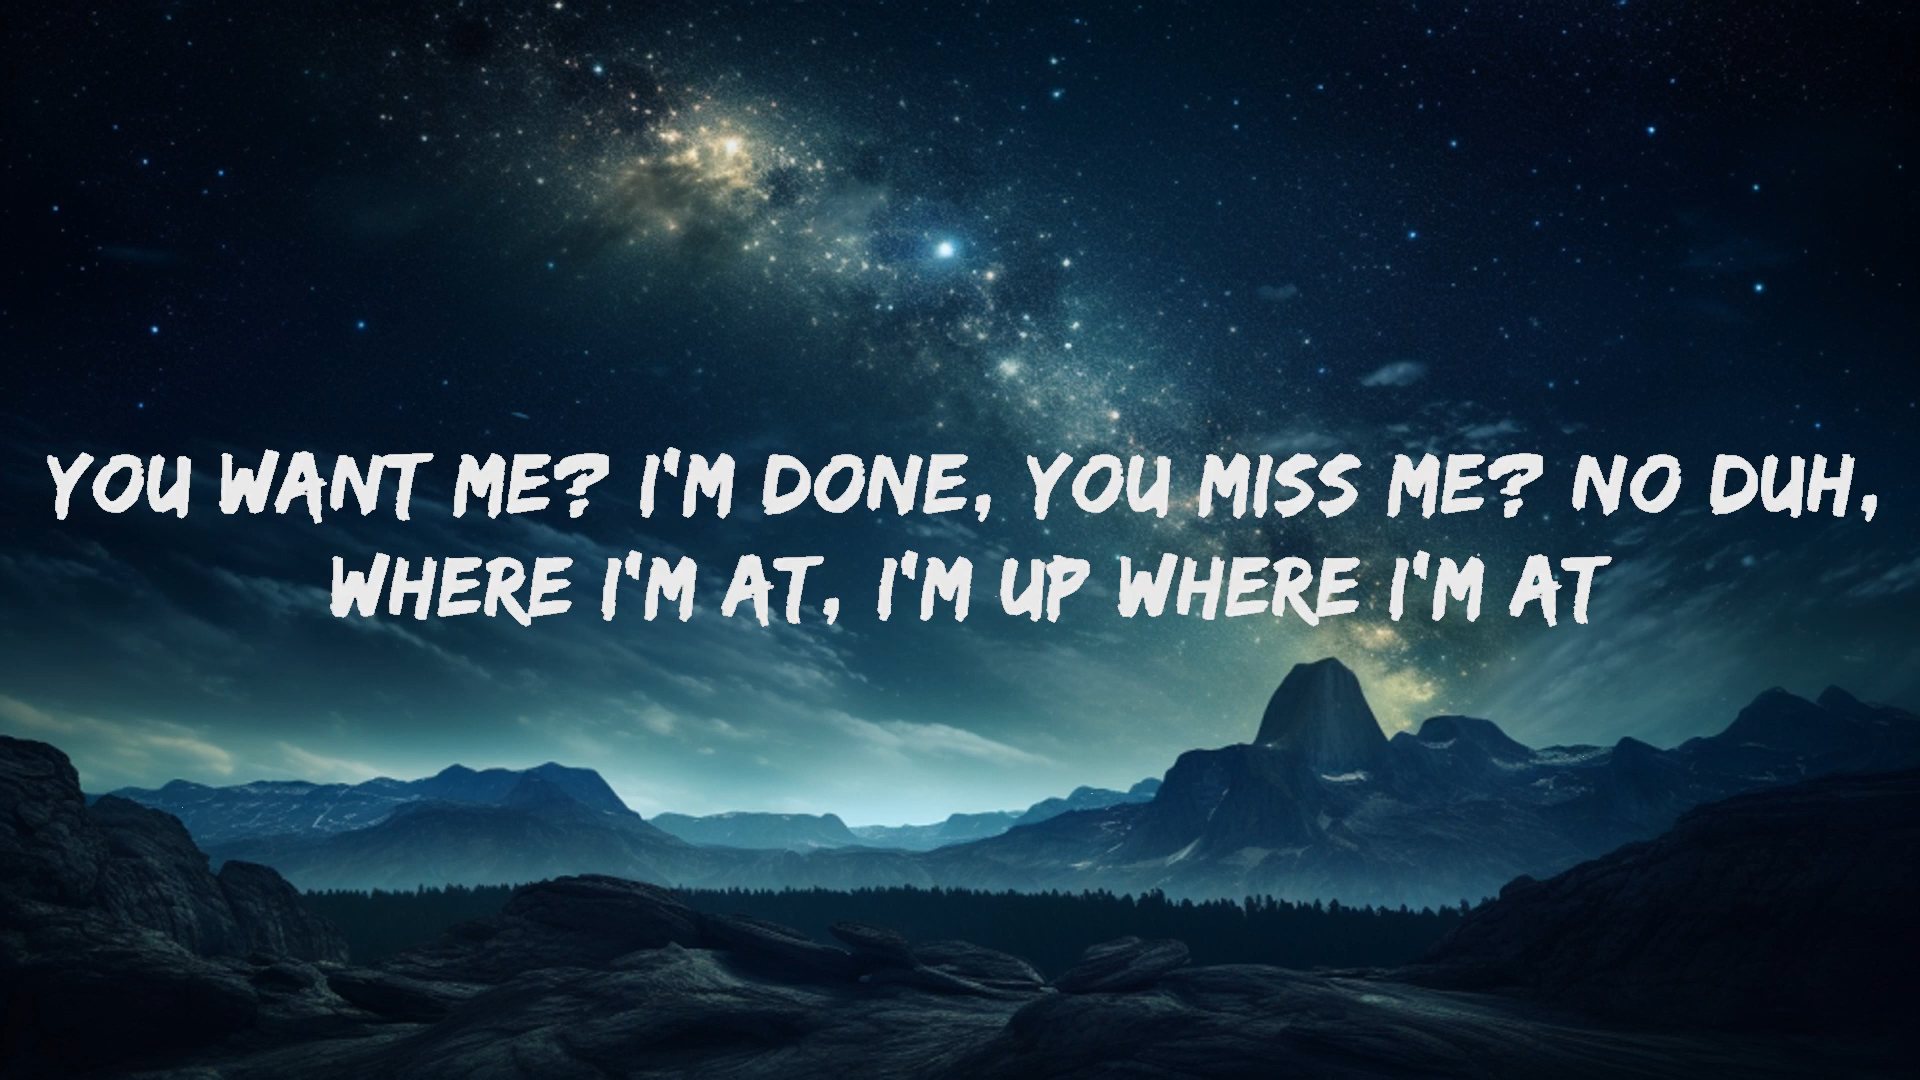 YOU WANT ME? I'M DONE, YOU MISS ME? NO DUH,
WHERE I'M AT, I'M UP WHERE I'M AT